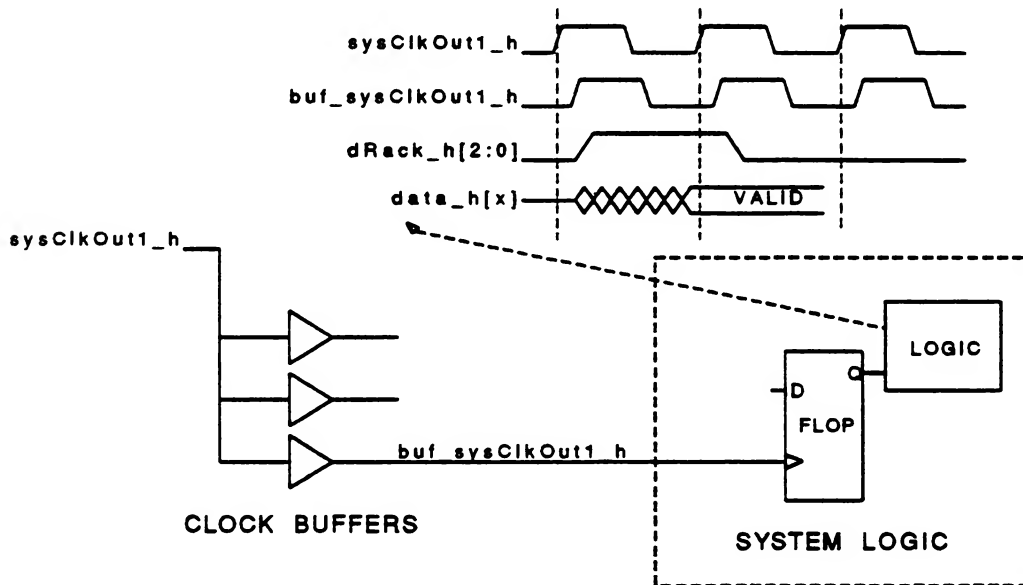 sysClkOut1_h
buf_sysClkOut1_h
dRack_h[2:0]
data_h[x]
VALID
sysClkOut1_h
LOGIC
D
Q
FLOP
buf_sysClkOut1_h
CLOCK BUFFERS
SYSTEM LOGIC